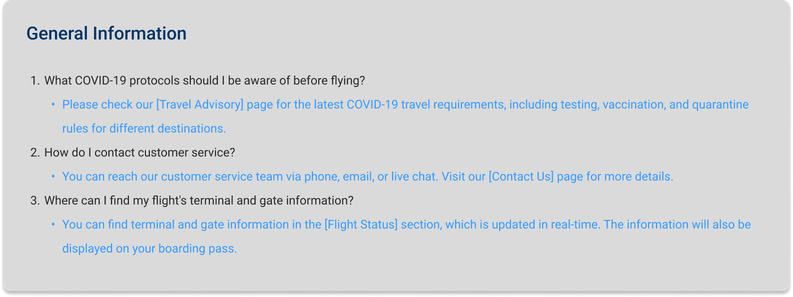 General Information
1. What COVID-19 protocols should I be aware of before flying?
• Please check our [Travel Advisory] page for the latest COVID-19 travel requirements, including testing, vaccination, and quarantine
rules for different destinations.
2. How do I contact customer service?
• You can reach our customer service team via phone, email, or live chat. Visit our [Contact Us] page for more details.
3. Where can I find my flight's terminal and gate information?
• You can find terminal and gate information in the [Flight Status] section, which is updated in real-time. The information will also be
displayed on your boarding pass.